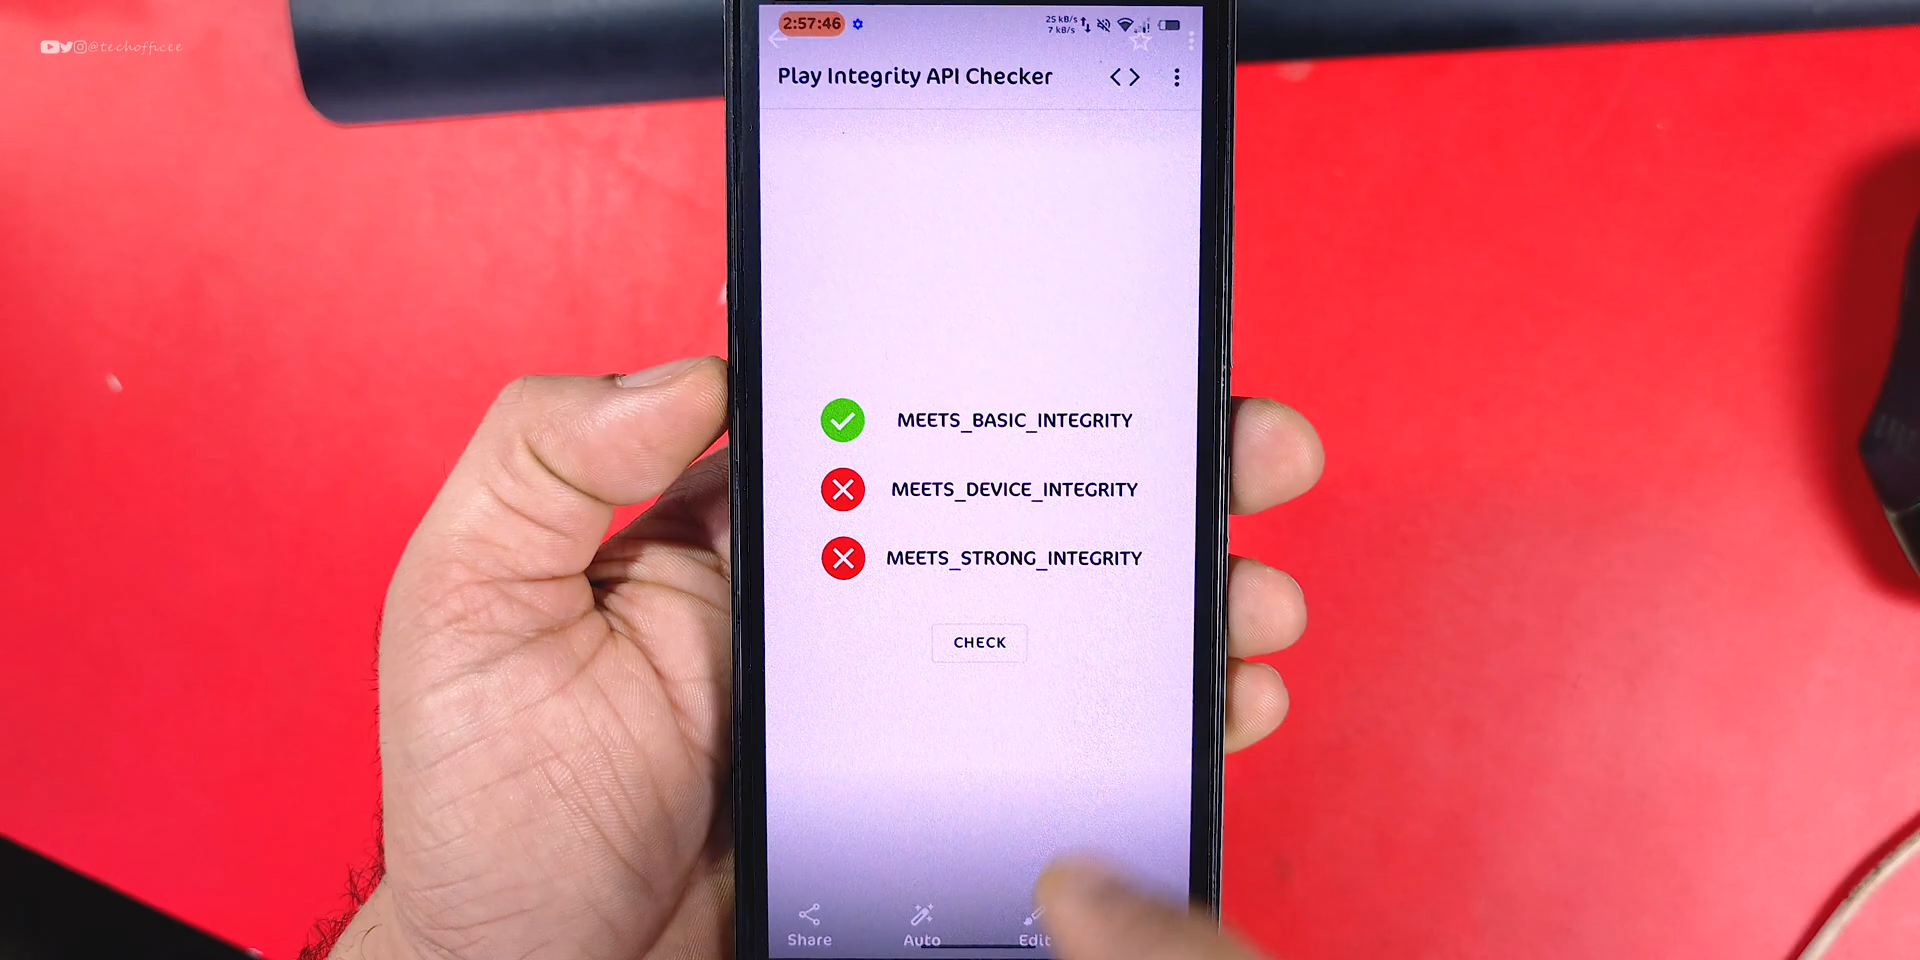 @techofficee
2:57:46
25 kB/s
7 kB/s
Play Integrity API Checker
MEETS_BASIC_INTEGRITY
MEETS_DEVICE_INTEGRITY
MEETS_STRONG_INTEGRITY
CHECK
Share Auto Edit